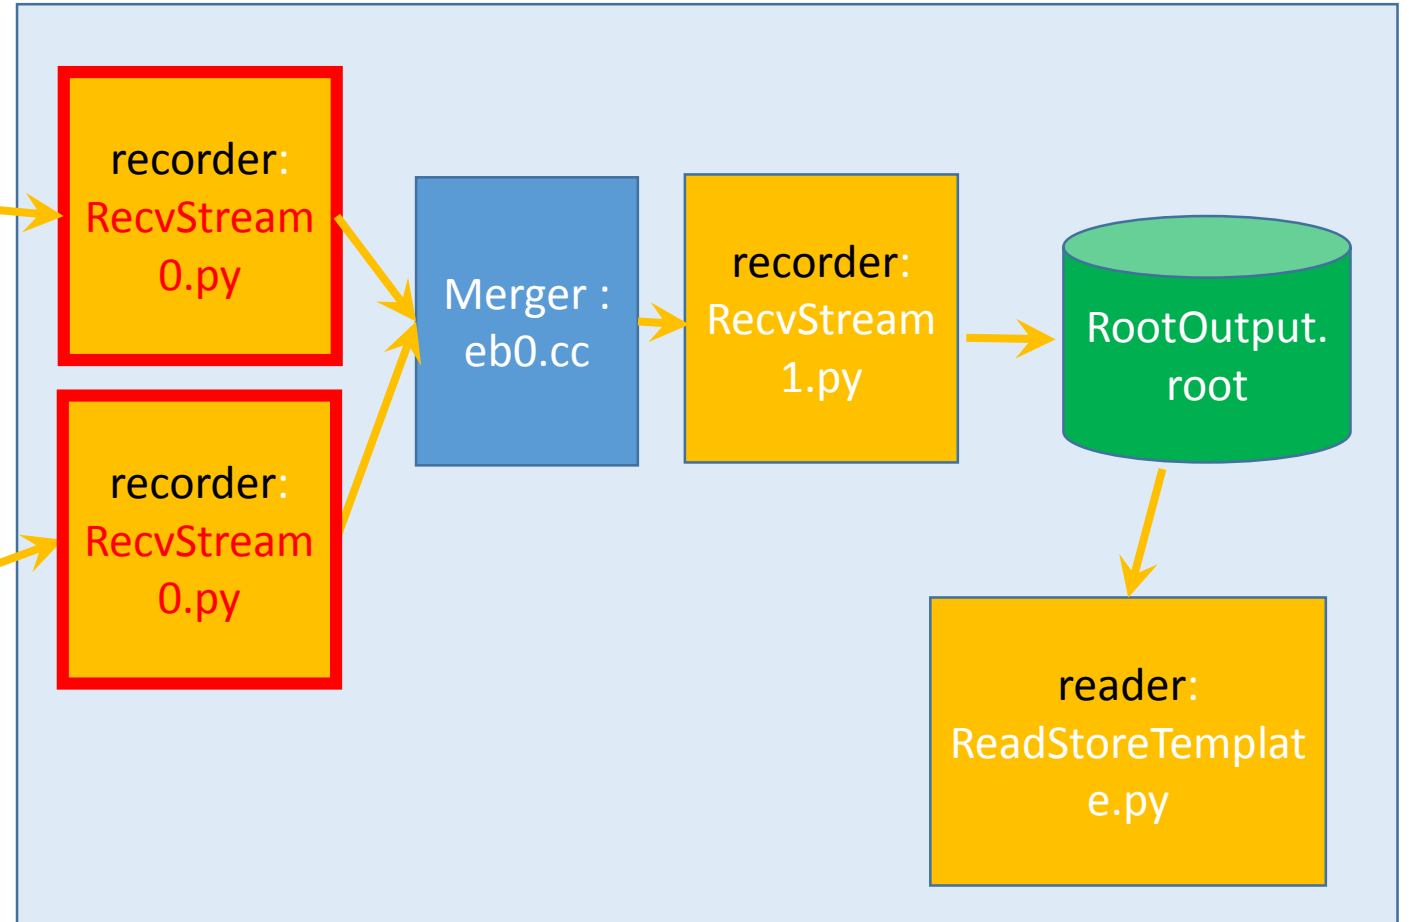 recorder:
RecvStream
0.py
recorder:
RecvStream
0.py
Merger :
eb0.cc
recorder:
RecvStream
1.py
RootOutput.
root
reader:
ReadStoreTemplat
e.py